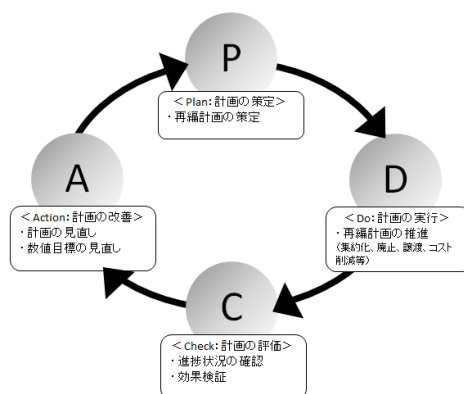 P
＜Plan：計画の策定＞
・再編計画の策定
D
＜Do：計画の実行＞
・再編計画の推進
（集約化、廃止、譲渡、コスト
削減等）
C
＜Check：計画の評価＞
・進捗状況の確認
・効果検証
A
＜Action：計画の改善＞
・計画の見直し
・数値目標の見直し